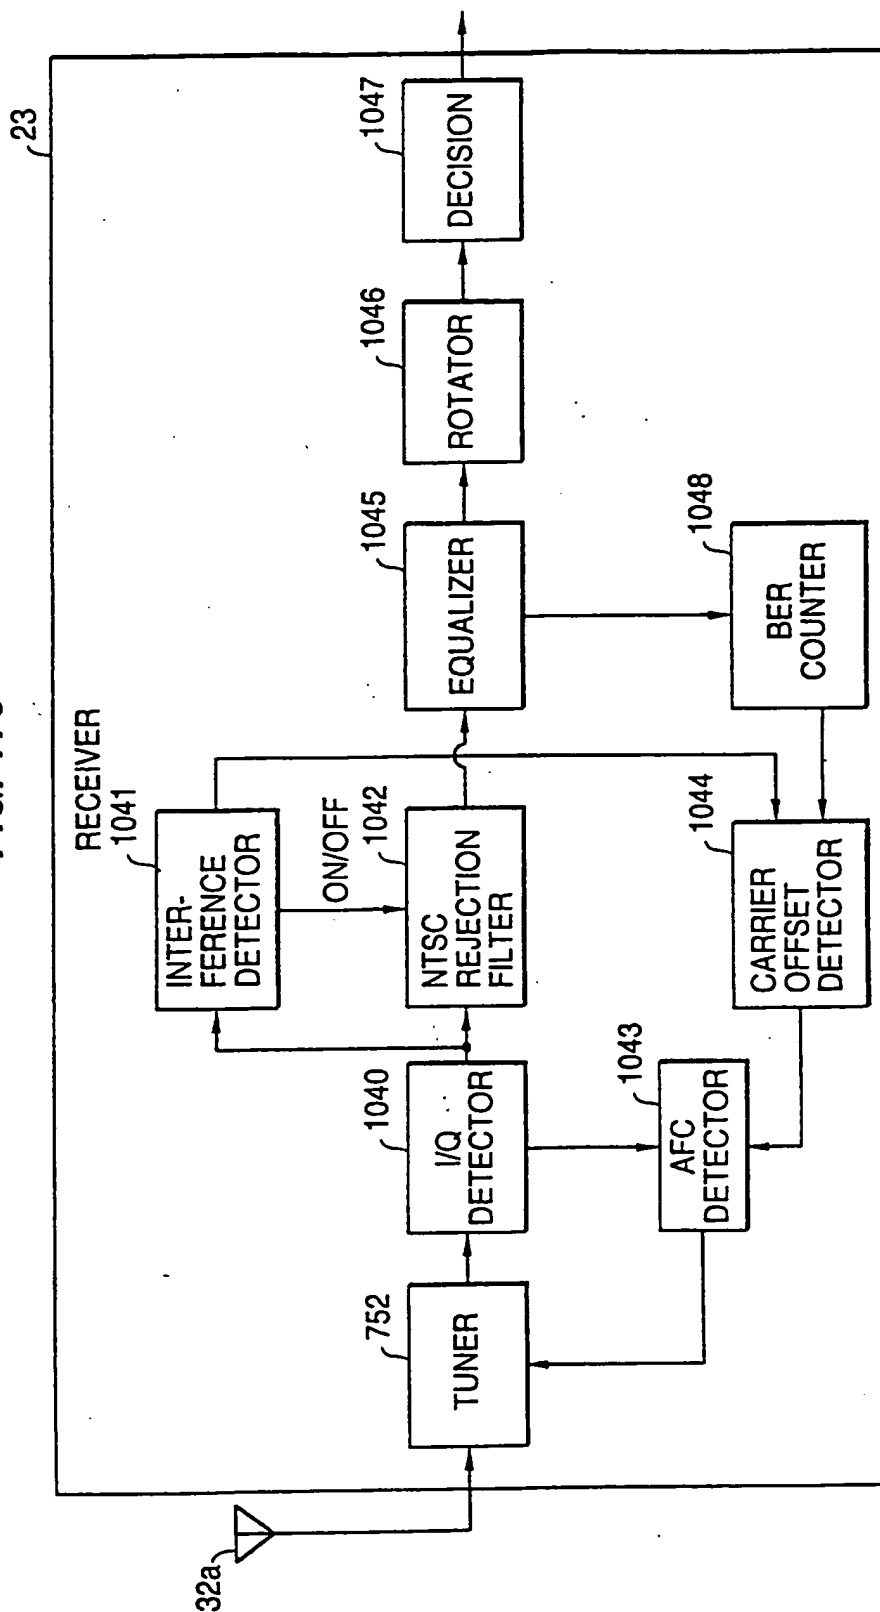 23
RECEIVER
1041
INTER-
FERENCE
DETECTOR
ON/OFF
32a
752
TUNER
1040
I/Q
DETECTOR
1042
NTSC
REJECTION
FILTER
1045
EQUALIZER
1046
ROTATOR
1047
DECISION
1043
AFC
DETECTOR
1044
CARRIER
OFFSET
DETECTOR
1048
BER
COUNTER